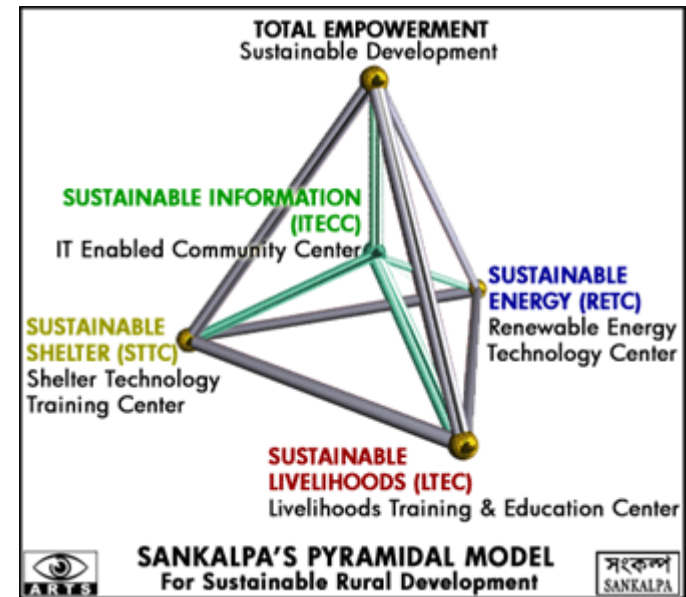 TOTAL EMPOWERMENT
Sustainable Development
SUSTAINABLE INFORMATION
(ITECC)
IT Enabled Community Center
SUSTAINABLE
ENERGY (RETC)
Renewable Energy
Technology Center
SUSTAINABLE
SHELTER (STTC)
Shelter Technology
Training Center
SUSTAINABLE
LIVELIHOODS (LTEC)
Livelihoods Training & Education Center
SANKALPA'S PYRAMIDAL MODEL
For Sustainable Rural Development
ARTS
সংকল্প
SANKALPA